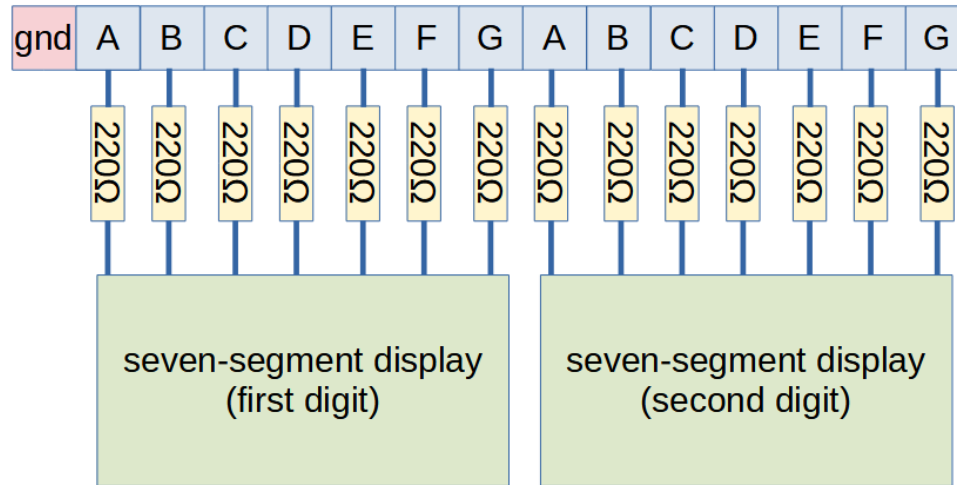 gnd A B C D E F G A B C D E F G
220Ω 220Ω 220Ω 220Ω 220Ω 220Ω 220Ω 220Ω 220Ω 220Ω 220Ω 220Ω 220Ω 220Ω
seven-segment display
(first digit)
seven-segment display
(second digit)